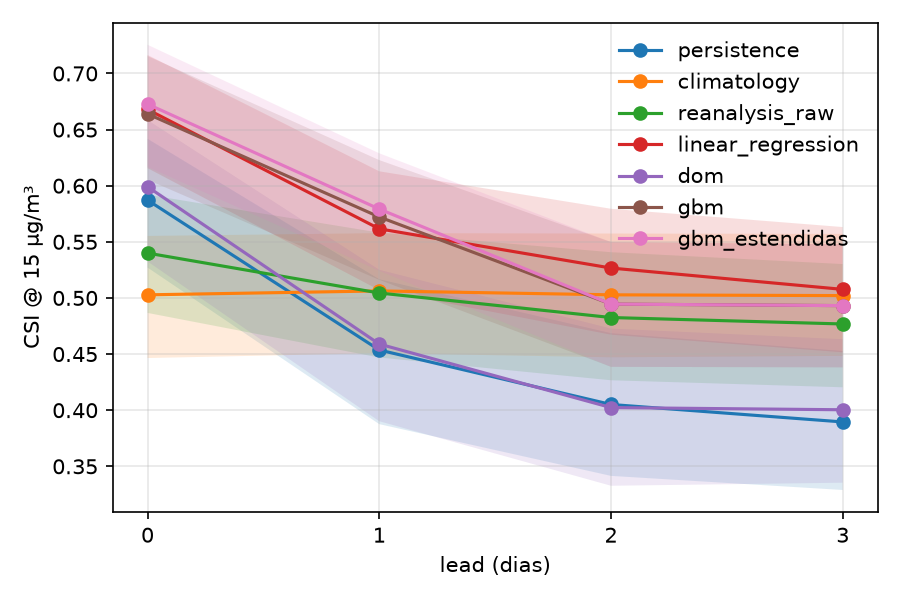 CSI @ 15 µg/m³
0.70
0.65
0.60
0.55
0.50
0.45
0.40
0.35
persistence
climatology
reanalysis_raw
linear_regression
dom
gbm
gbm_estendidas
0 1 2 3
lead (dias)